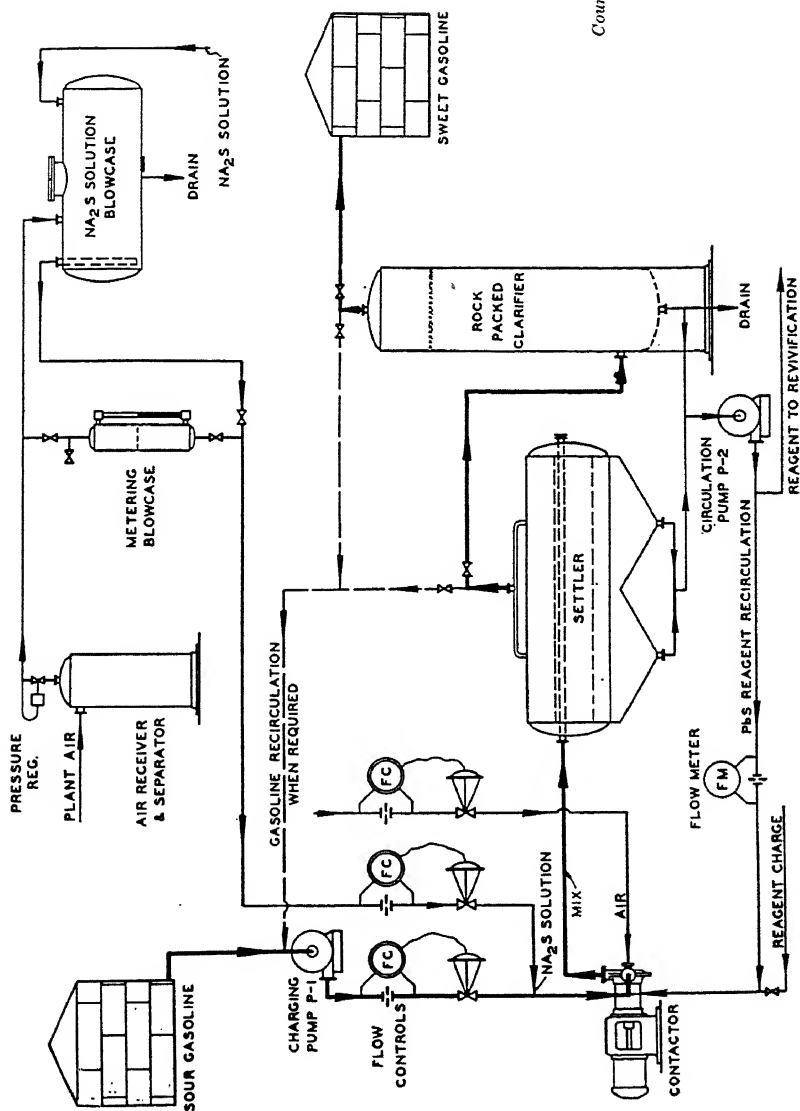 Cour
SWEET GASOLINE
NA2S SOLUTION
NA2S SOLUTION
BLOWCASE
DRAIN
ROCK
PACKED
CLARIFIER
DRAIN
REAGENT TO REVIVIFICATION
METERING
BLOWCASE
SETTLER
CIRCULATION
PUMP P-2
PbS REAGENT RECIRCULATION
PRESSURE
REG.
PLANT AIR
AIR RECEIVER
& SEPARATOR
GASOLINE RECIRCULATION
WHEN REQUIRED
FLOW METER
FM
FC
FC
FC
SOUR GASOLINE
CHARGING
PUMP P-1
FLOW
CONTROLS
NA2S SOLUTION
MIX
AIR
REAGENT CHARGE
CONTACTOR